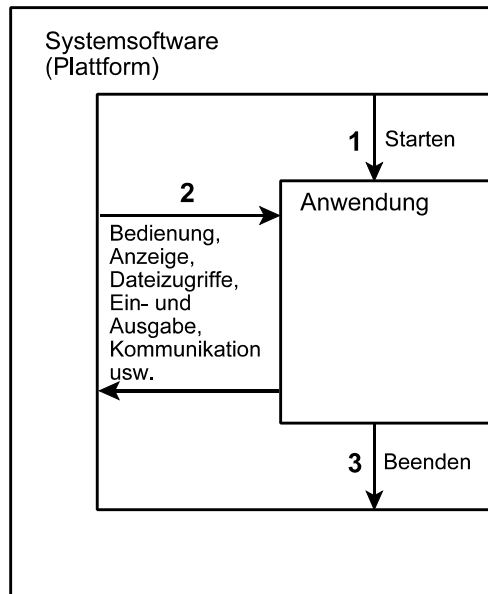 Systemsoftware
(Plattform)
1 Starten
Anwendung
2
Bedienung,
Anzeige,
Dateizugriffe,
Ein- und
Ausgabe,
Kommunikation
usw.
3 Beenden